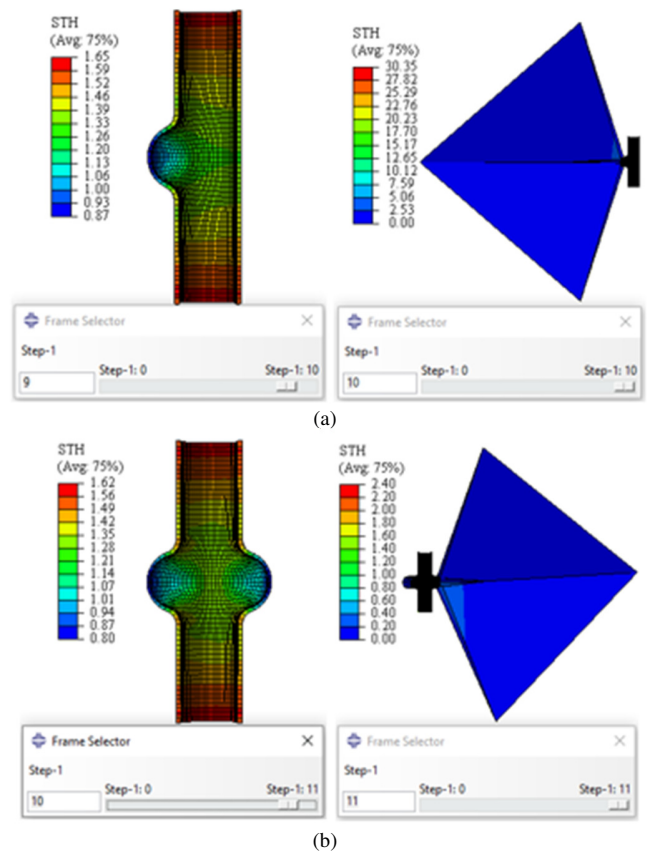 STH
(Avg: 75%)
1.65
1.59
1.52
1.46
1.39
1.33
1.26
1.20
1.13
1.06
1.00
0.93
0.87
STH
(Avg: 75%)
30.35
27.82
25.29
22.76
20.23
17.70
15.17
12.65
10.12
7.59
5.06
2.53
0.00
Frame Selector
Step-1
Step-1: 0 Step-1: 10
9
Frame Selector
Step-1
Step-1: 0 Step-1: 10
10
(a)
STH
(Avg: 75%)
1.62
1.56
1.49
1.42
1.35
1.28
1.21
1.14
1.07
1.01
0.94
0.87
0.80
STH
(Avg: 75%)
2.40
2.20
2.00
1.80
1.60
1.40
1.20
1.00
0.80
0.60
0.40
0.20
0.00
Frame Selector
Step-1
Step-1: 0 Step-1: 11
10
Frame Selector
Step-1
Step-1: 0 Step-1: 11
11
(b)